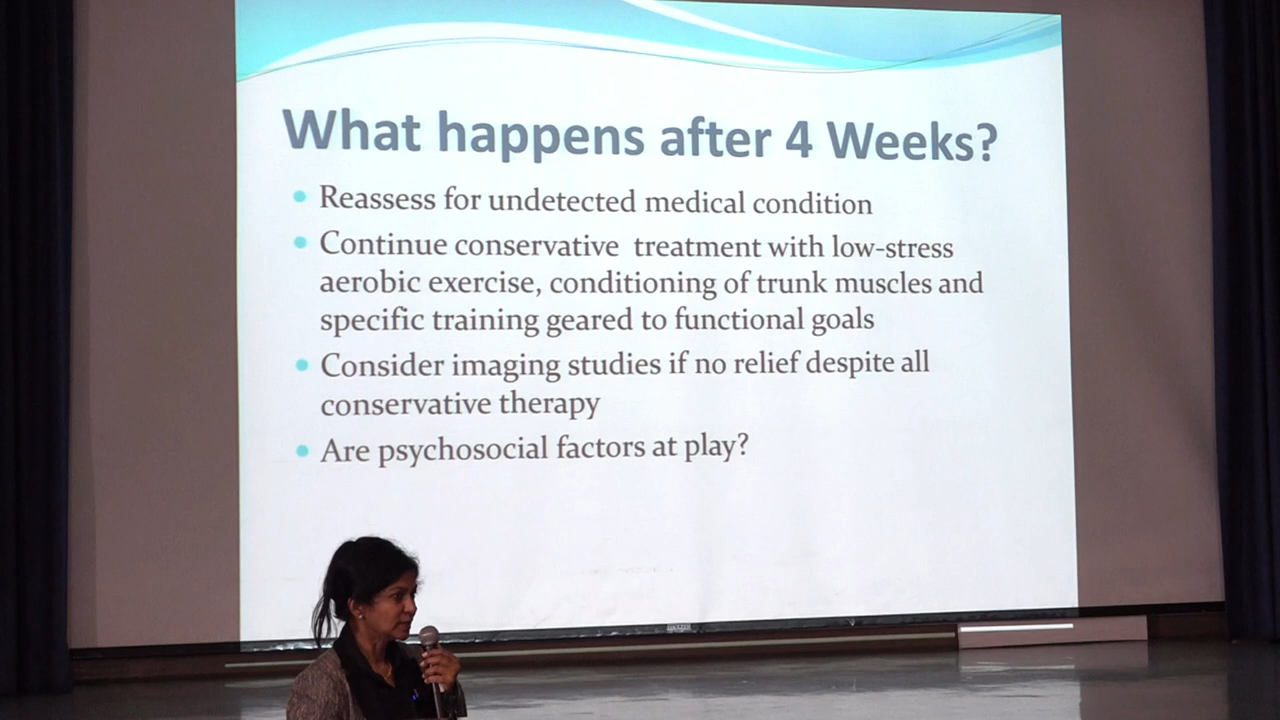 What happens after 4 Weeks?
Reassess for undetected medical condition
Continue conservative treatment with low-stress
aerobic exercise, conditioning of trunk muscles and
specific training geared to functional goals
Consider imaging studies if no relief despite all
conservative therapy
Are psychosocial factors at play?